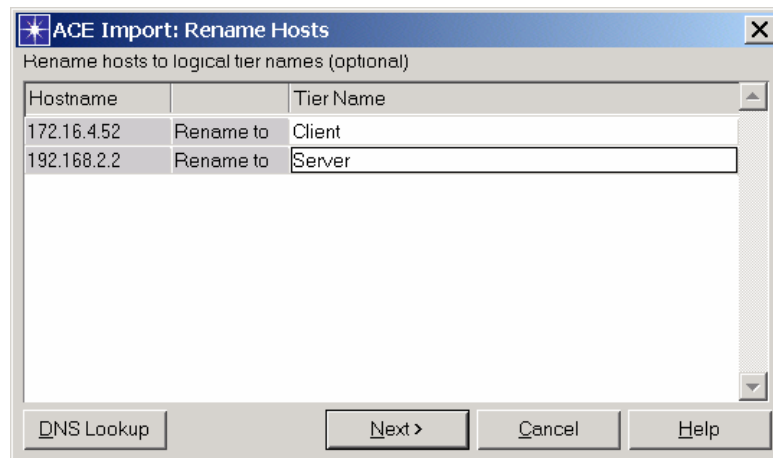 ACE Import: Rename Hosts
Rename hosts to logical tier names (optional)
Hostname Tier Name
172.16.4.52 Rename to Client
192.168.2.2 Rename to Server
DNS Lookup Next > Cancel Help